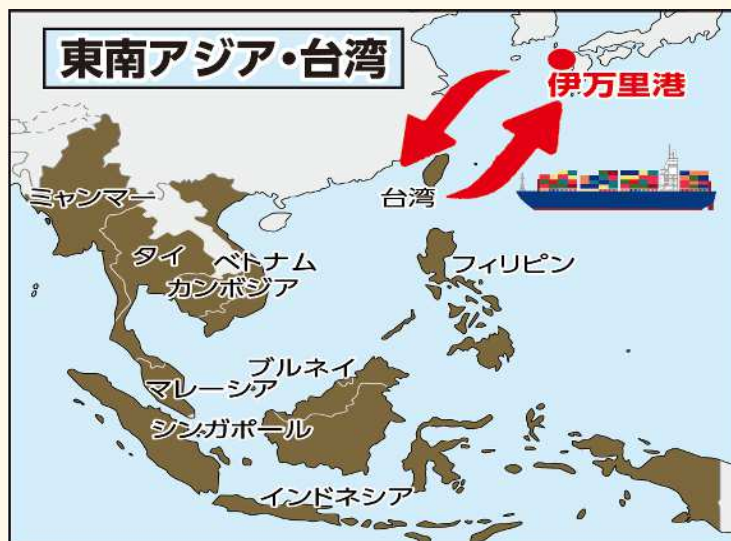 東南アジア・台湾
伊万里港
台湾
ミャンマー
タイ
ベトナム
カンボジア
フィリピン
ブルネイ
マレーシア
シンガポール
インドネシア